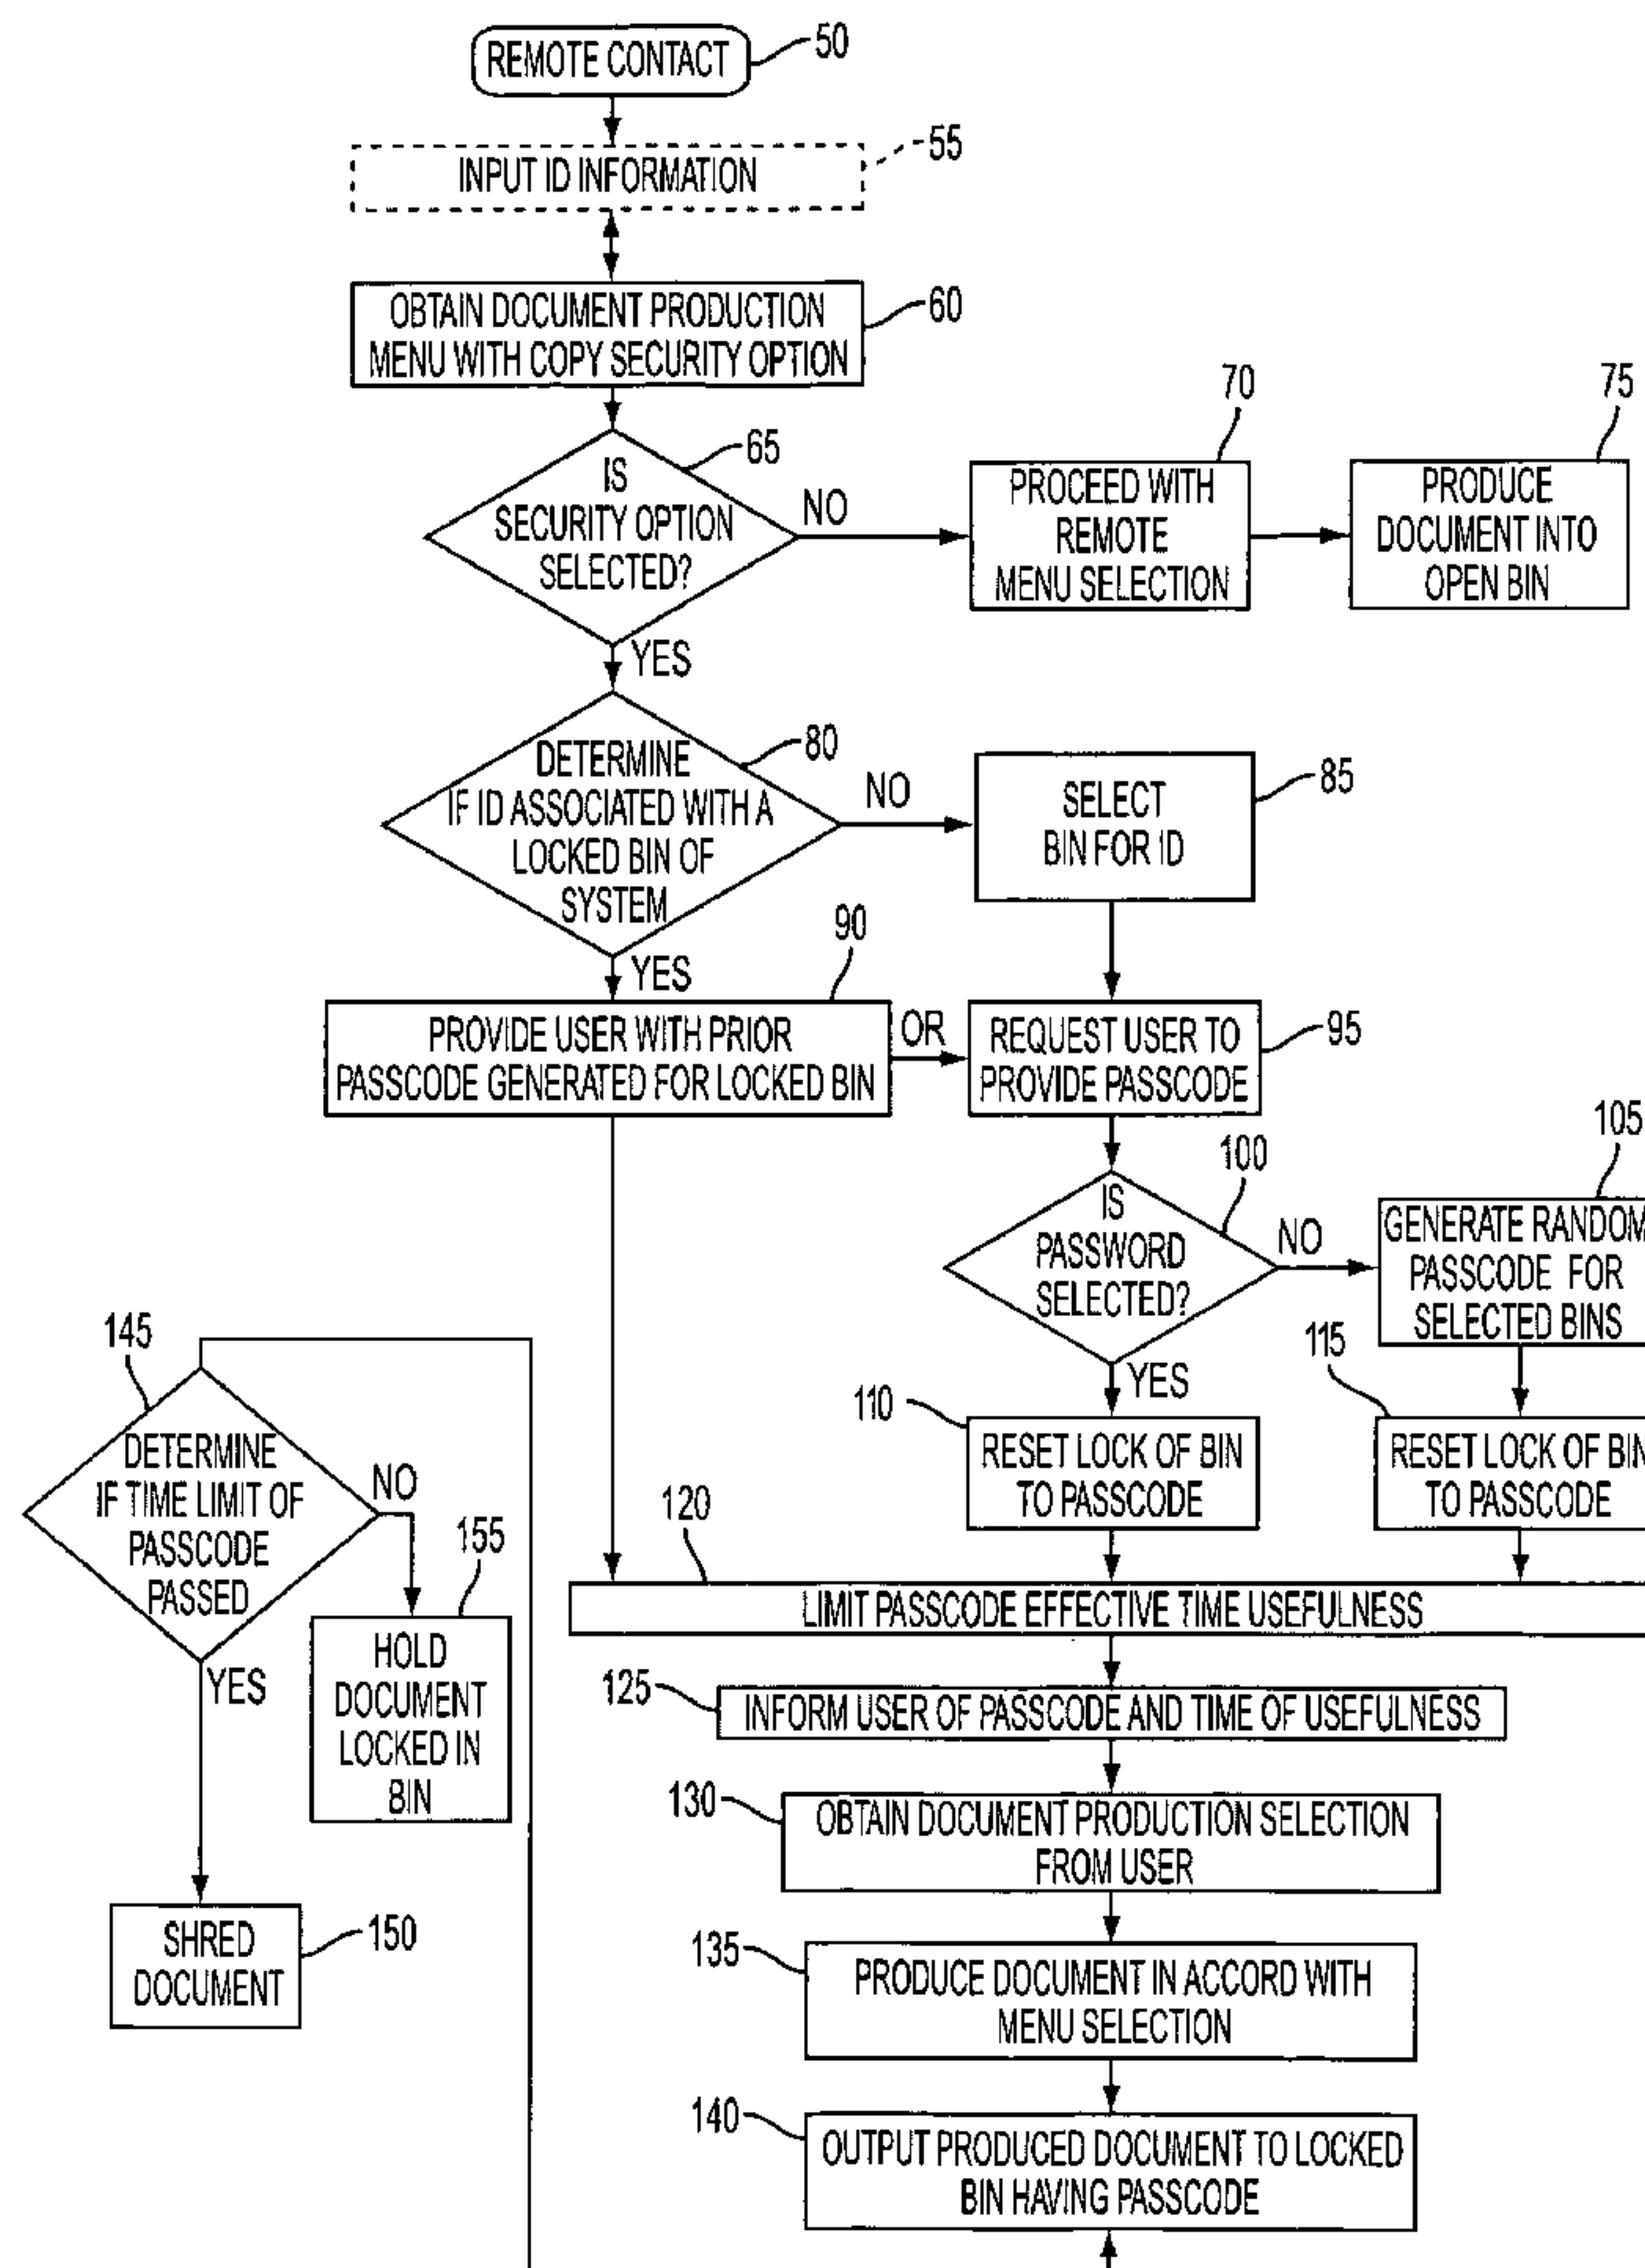 REMOTE CONTACT
50
INPUT ID INFORMATION
55
OBTAIN DOCUMENT PRODUCTION
MENU WITH COPY SECURITY OPTION
60
IS
SECURITY OPTION
SELECTED?
65
NO
PROCEED WITH
REMOTE
MENU SELECTION
70
PRODUCE
DOCUMENT INTO
OPEN BIN
75
YES
DETERMINE
IF ID ASSOCIATED WITH A
LOCKED BIN OF
SYSTEM
80
NO
SELECT
BIN FOR ID
85
YES
PROVIDE USER WITH PRIOR
PASSCODE GENERATED FOR LOCKED BIN
90
OR
REQUEST USER TO
PROVIDE PASSCODE
95
IS
PASSWORD
SELECTED?
100
NO
GENERATE RANDOM
PASSCODE FOR
SELECTED BINS
105
YES
RESET LOCK OF BIN
TO PASSCODE
110
RESET LOCK OF BIN
TO PASSCODE
115
LIMIT PASSCODE EFFECTIVE TIME USEFULNESS
120
INFORM USER OF PASSCODE AND TIME OF USEFULNESS
125
OBTAIN DOCUMENT PRODUCTION SELECTION
FROM USER
130
PRODUCE DOCUMENT IN ACCORD WITH
MENU SELECTION
135
OUTPUT PRODUCED DOCUMENT TO LOCKED
BIN HAVING PASSCODE
140
DETERMINE
IF TIME LIMIT OF
PASSCODE
PASSED
145
NO
HOLD
DOCUMENT
LOCKED IN
BIN
155
YES
SHRED
DOCUMENT
150